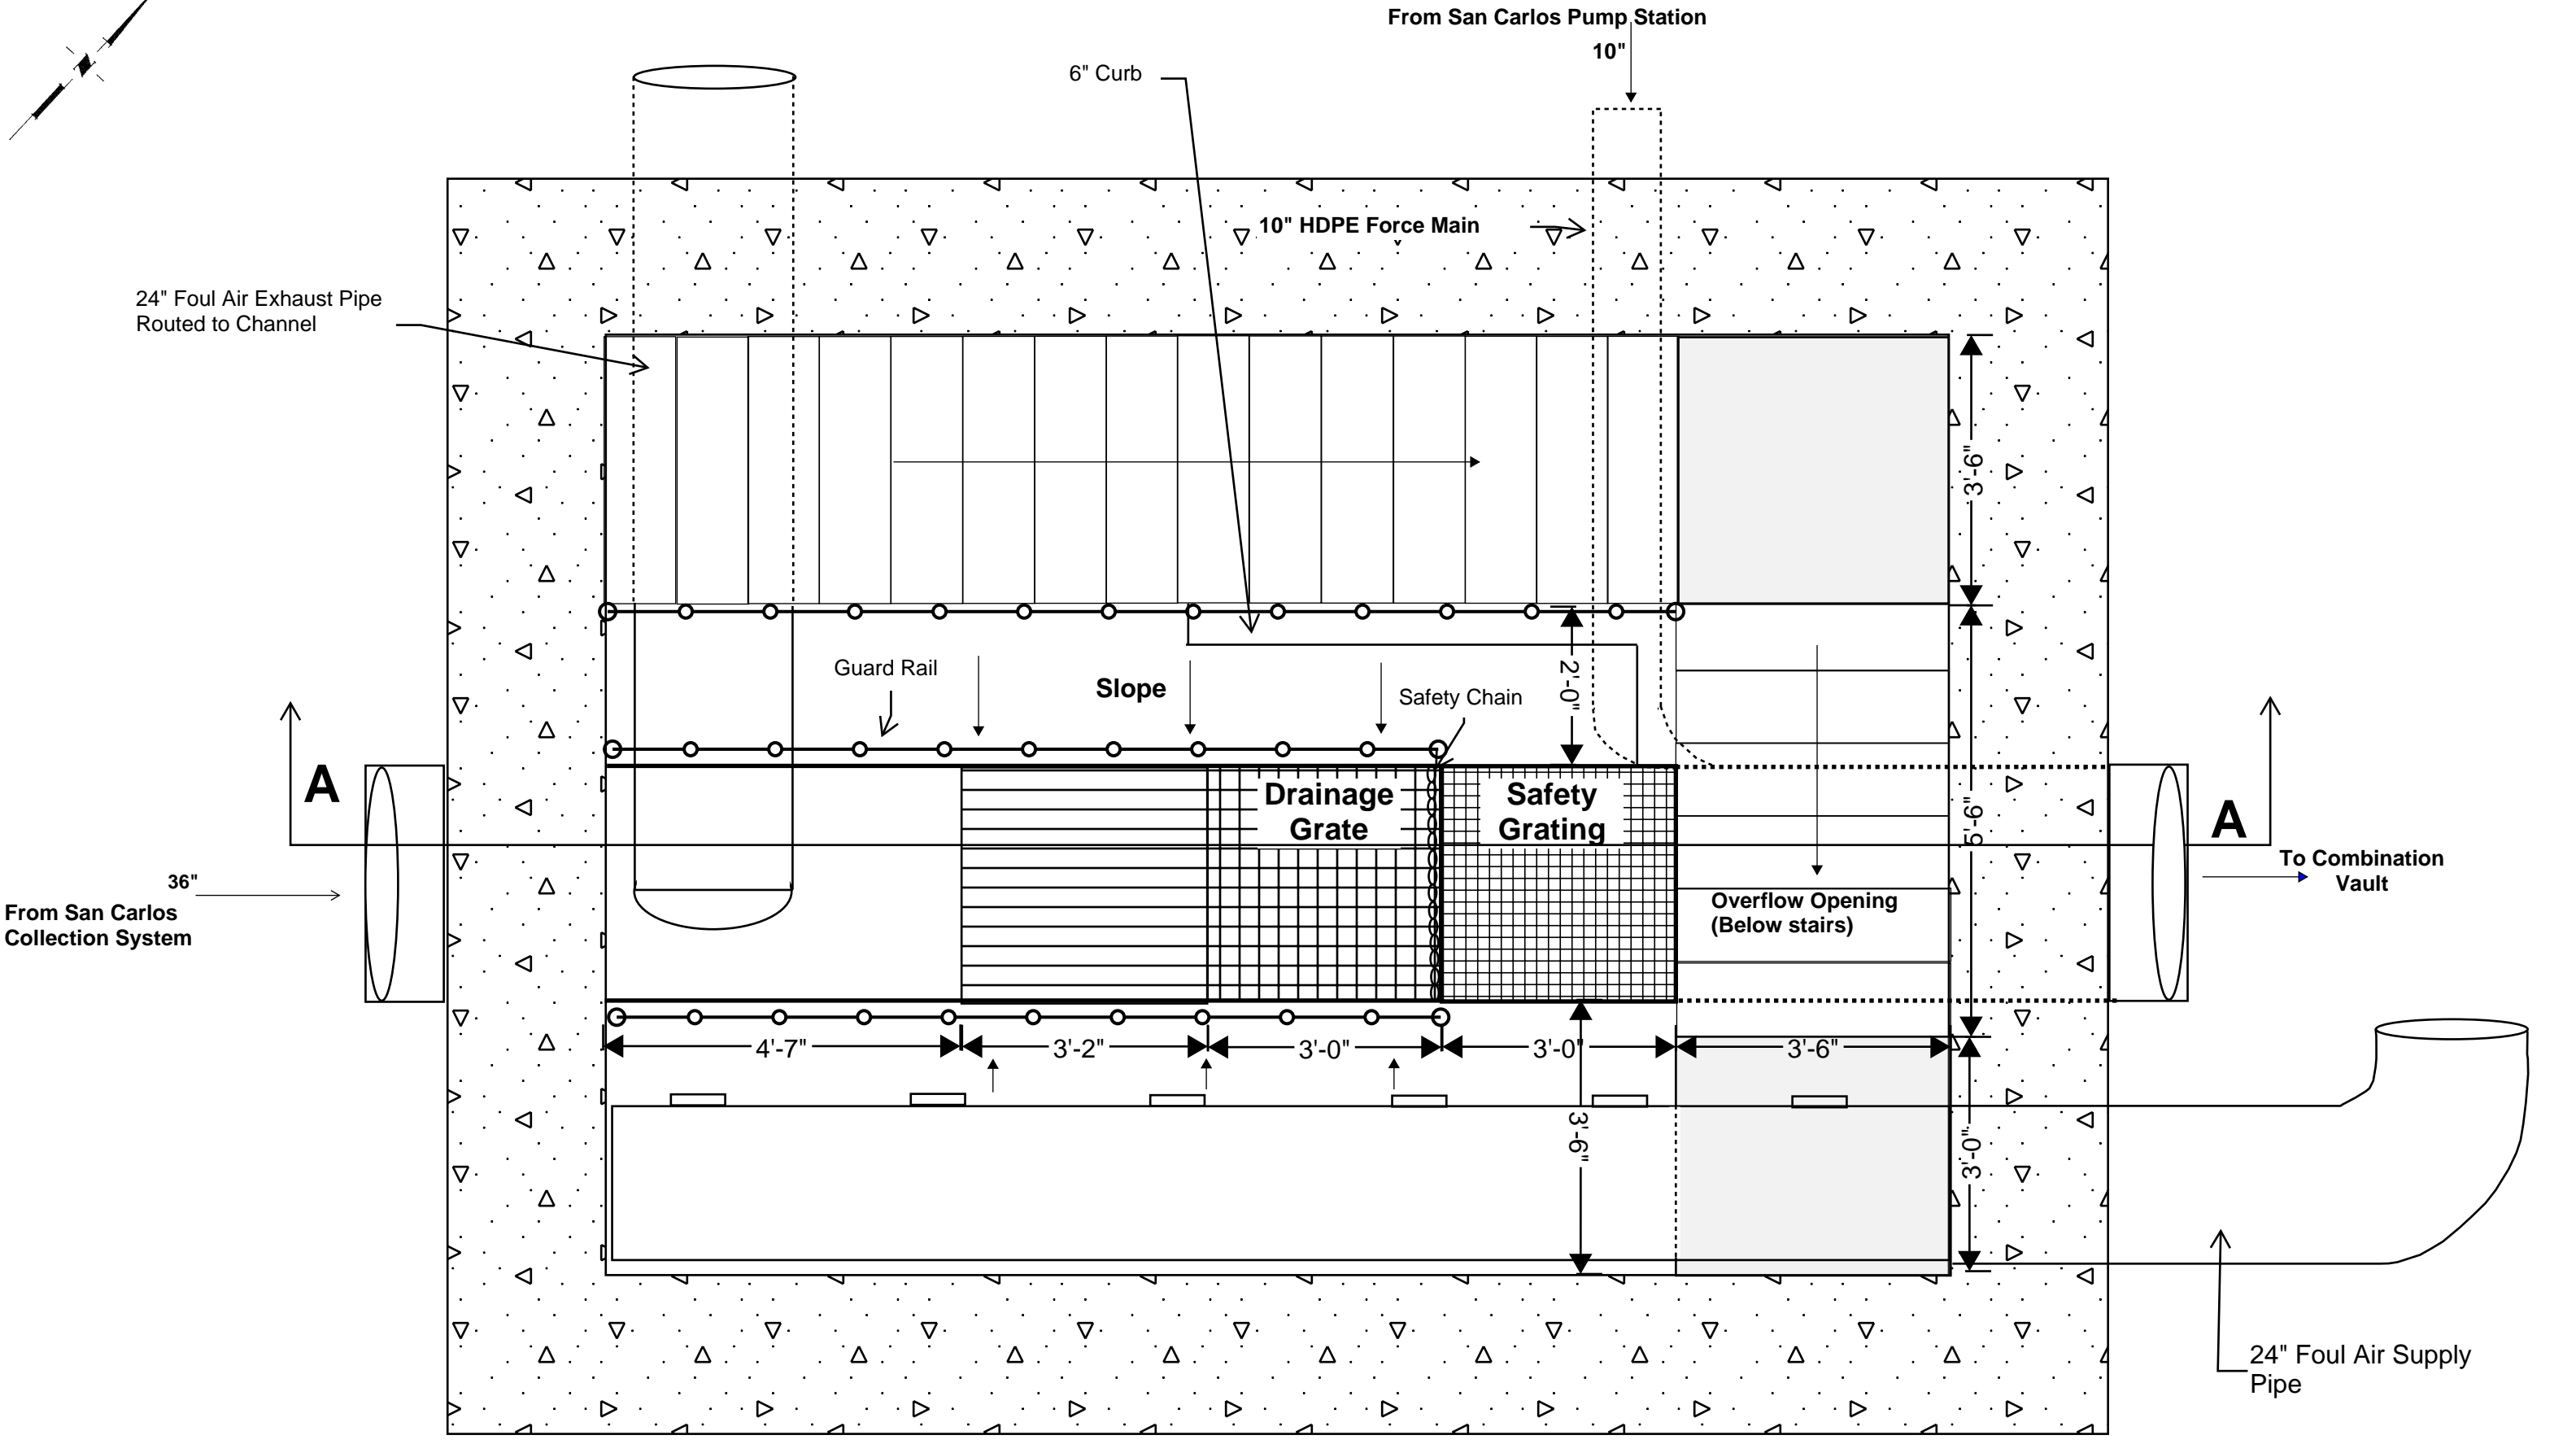 From San Carlos Pump Station
10"
6" Curb
10" HDPE Force Main
24" Foul Air Exhaust Pipe
Routed to Channel
3'-6"
Guard Rail
Slope
Safety Chain
2'-0"
A
Drainage
Grate
Safety
Grating
5'-6"
A
To Combination
Vault
36"
From San Carlos
Collection System
Overflow Opening
(Below stairs)
4'-7"
3'-2"
3'-0"
3'-0"
3'-6"
3'-6"
3'-0"
24" Foul Air Supply
Pipe